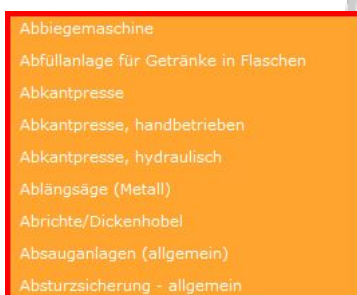 Abbiegemaschine
Abfüllanlage für Getränke in Flaschen
Abkantpresse
Abkantpresse, handbetrieben
Abkantpresse, hydraulisch
Ablängsäge (Metall)
Abrichte/Dickenhobel
Absauganlagen (allgemein)
Absturzsicherung - allgemein